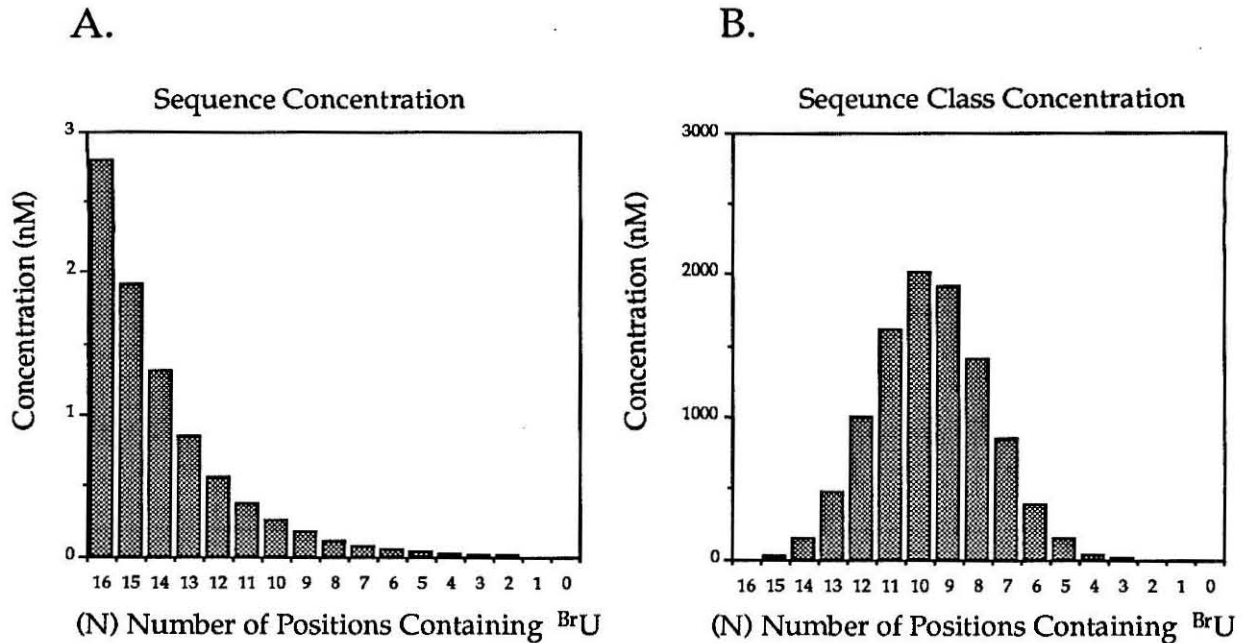 A.
Sequence Concentration
Concentration (nM)
3
2
1
0
16 15 14 13 12 11 10 9 8 7 6 5 4 3 2 1 0
(N) Number of Positions Containing BrU
B.
Seqeunce Class Concentration
Concentration (nM)
3000
2000
1000
0
16 15 14 13 12 11 10 9 8 7 6 5 4 3 2 1 0
(N) Number of Positions Containing BrU